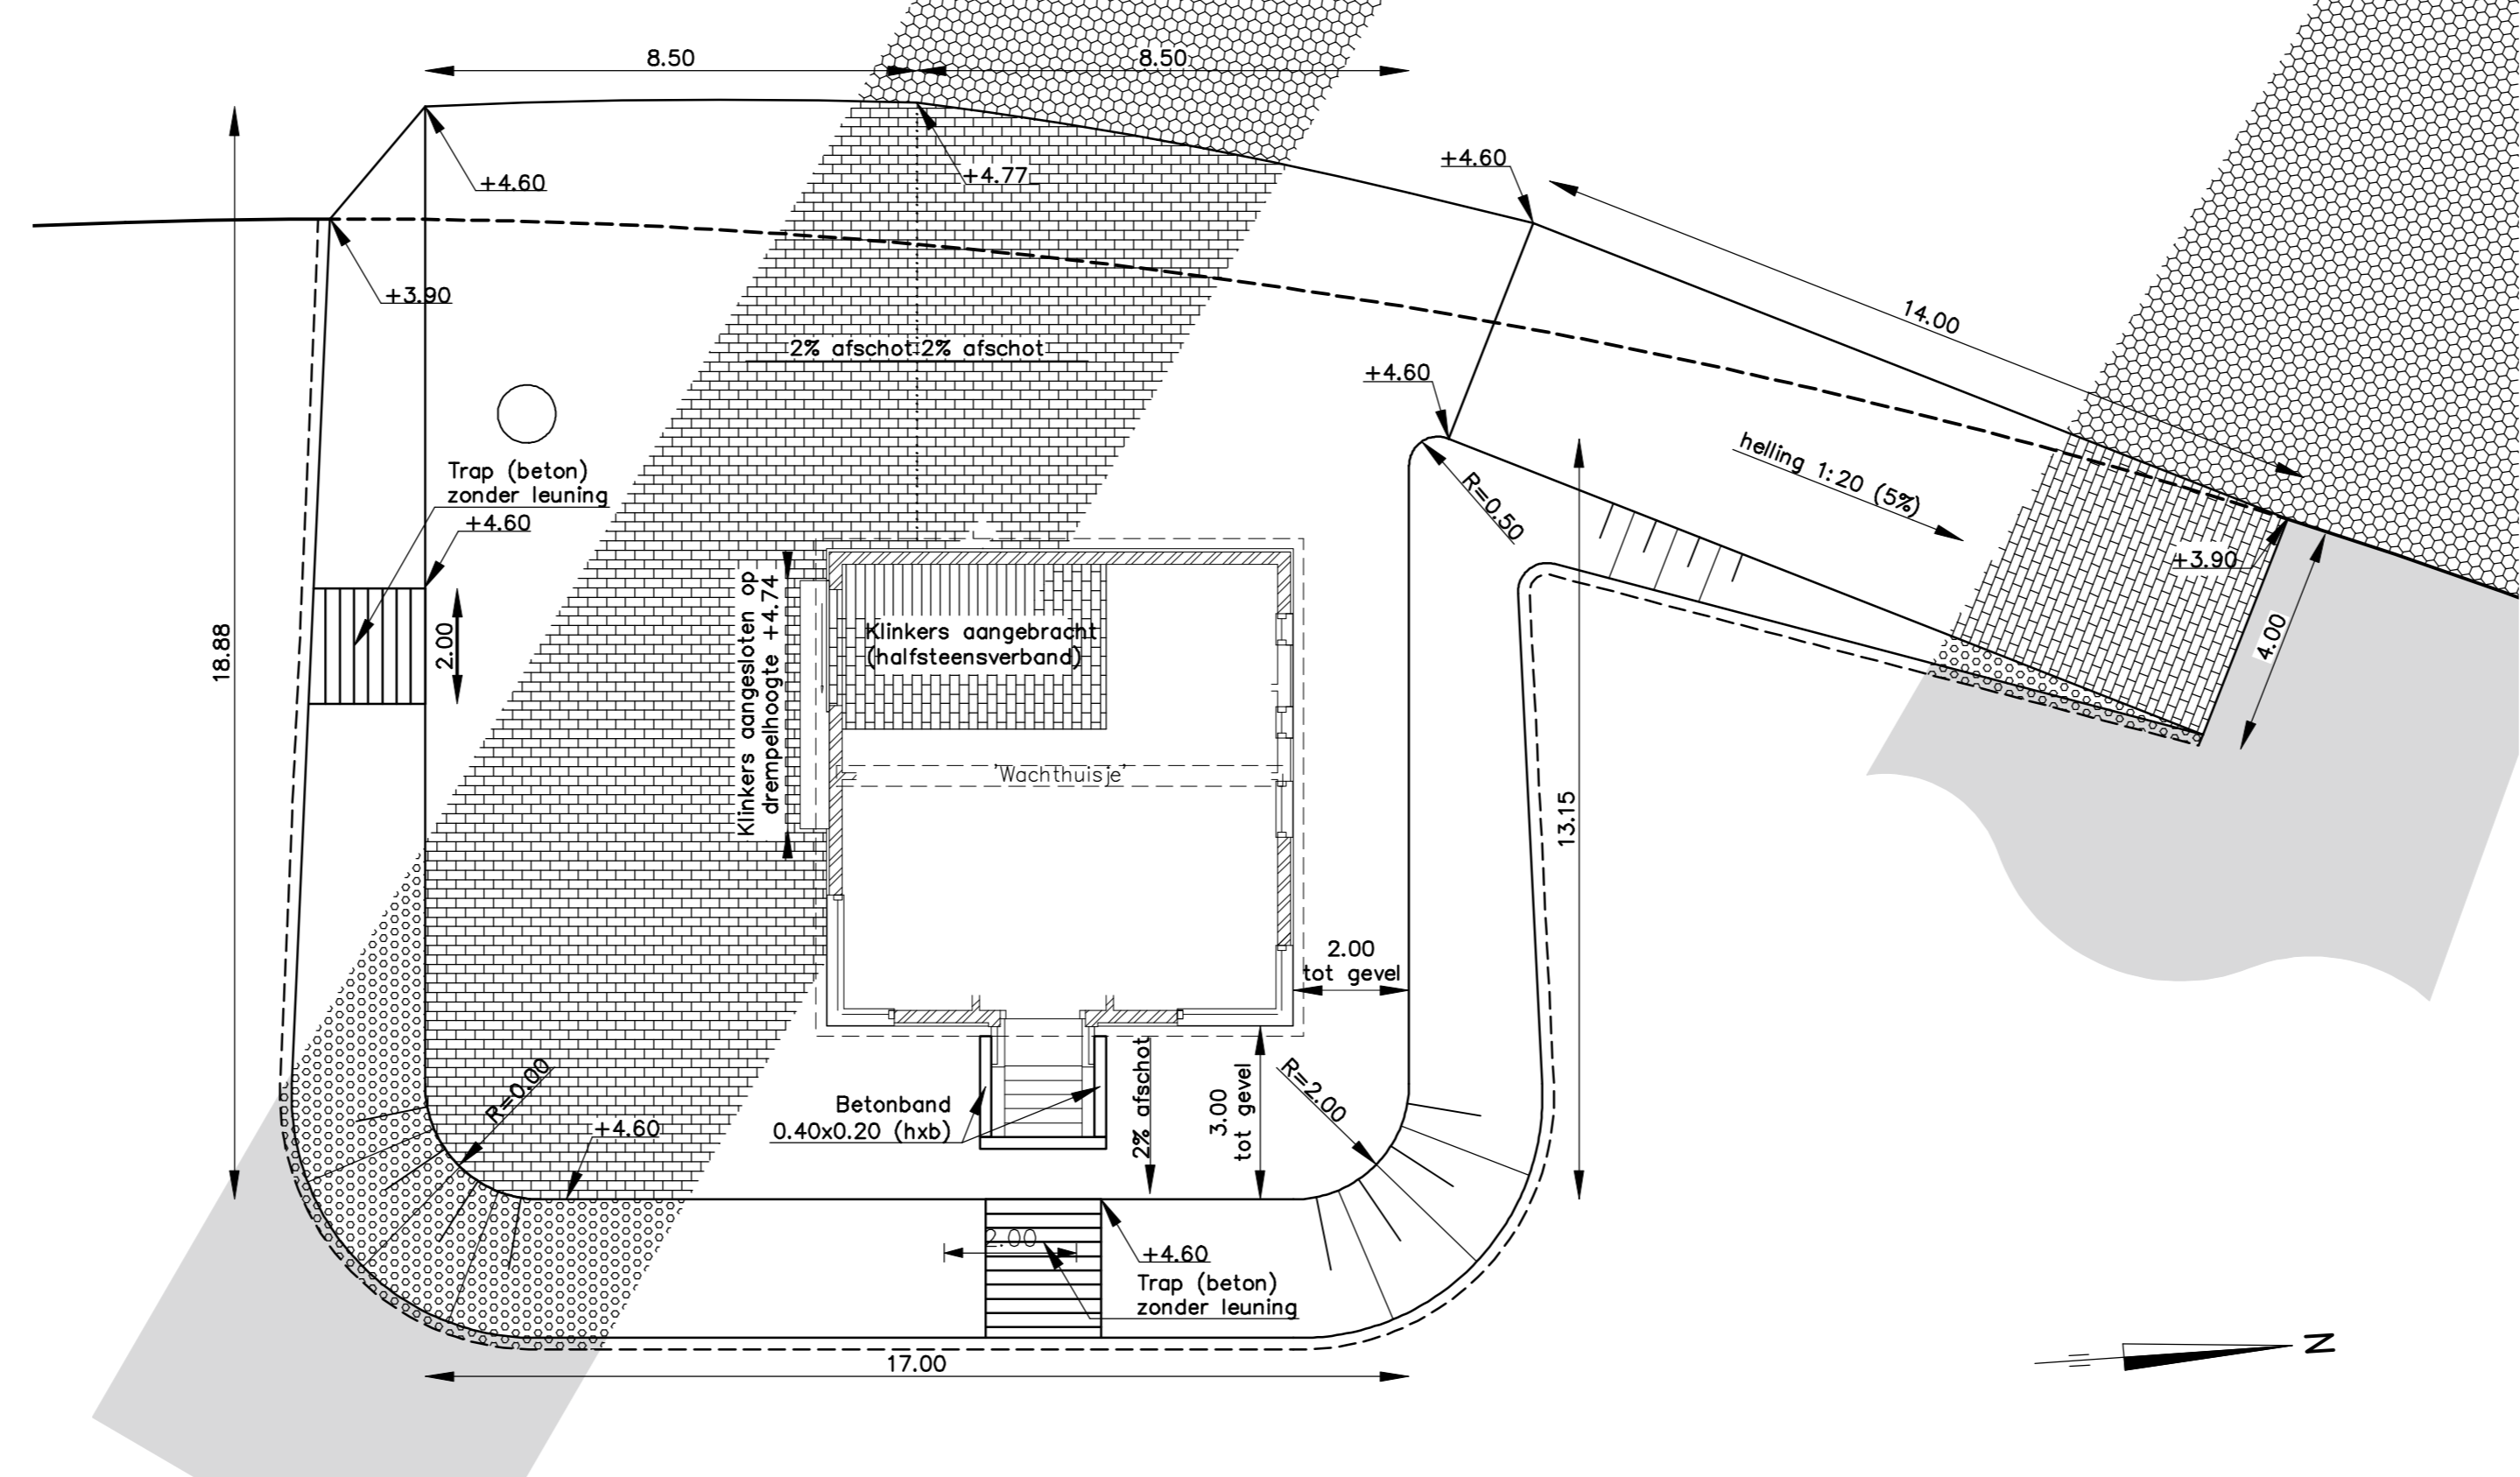 8.50
8.50
+4.60
+4.77
+4.60
+3.90
14.00
2% afschot
2% afschot
+4.60
helling 1:20 (5%)
R=0.50
Trap (beton)
zonder leuning
+4.60
2.00
18.88
Klinkers aangesloten op
drempelhoogte +4.74
Klinkers aangebracht
(halfsteensverband)
+3.90
4.00
'Wachthuisje'
13.15
2.00
tot gevel
R=0.00
+4.60
Betonband
0.40x0.20 (hxb)
2% afschot
3.00
tot gevel
R=2.00
2.00
+4.60
Trap (beton)
zonder leuning
17.00
N